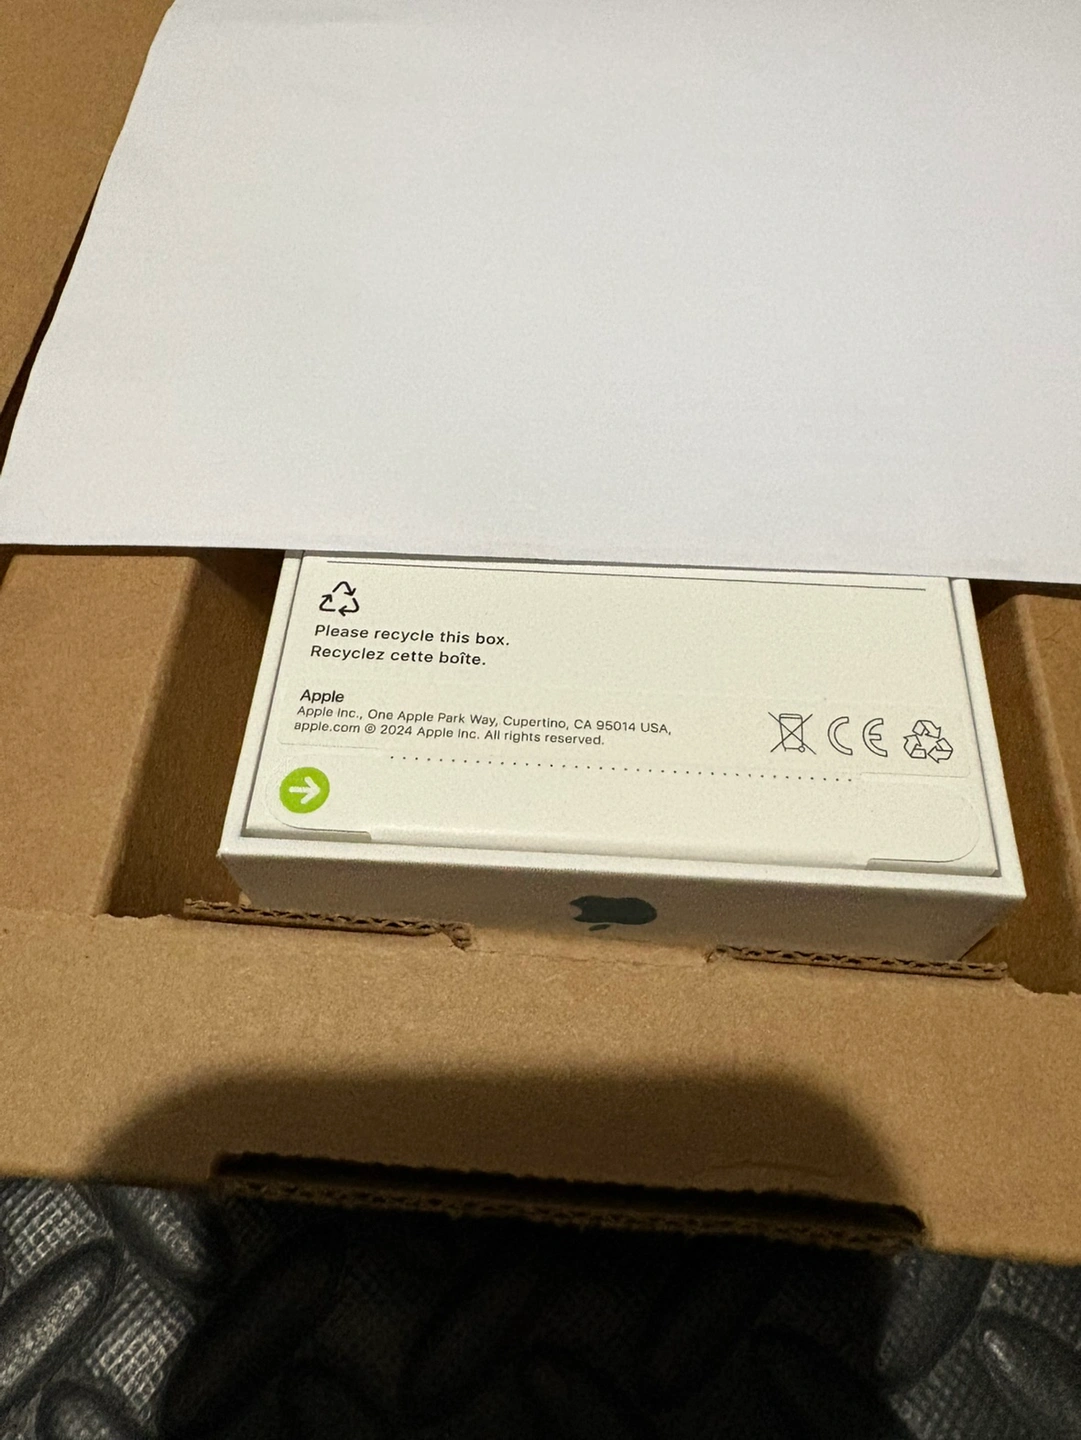 Please recycle this box.
Recyclez cette boîte.
Apple
Apple Inc., One Apple Park Way, Cupertino, CA 95014 USA,
apple.com © 2024 Apple Inc. All rights reserved.
CE